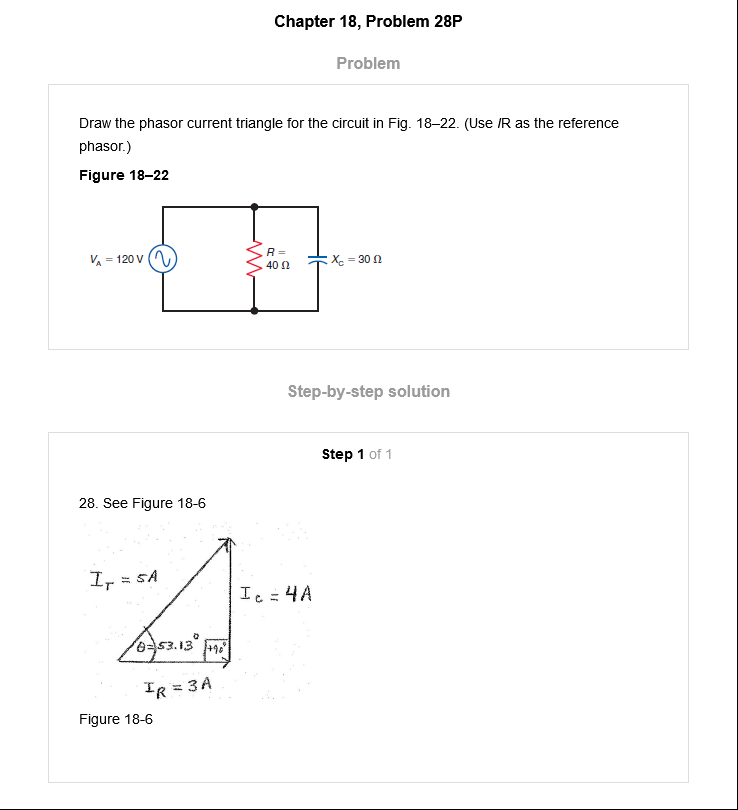 Chapter 18, Problem 28P
Problem
Draw the phasor current triangle for the circuit in Fig. 18–22. (Use IR as the reference
phasor.)
Figure 18–22
V_A = 120 V
R =
40 Ω
X_C = 30 Ω
Step-by-step solution
Step 1 of 1
28. See Figure 18-6
I_T = 5A
I_C = 4A
θ=53.13°
+90°
I_R = 3A
Figure 18-6